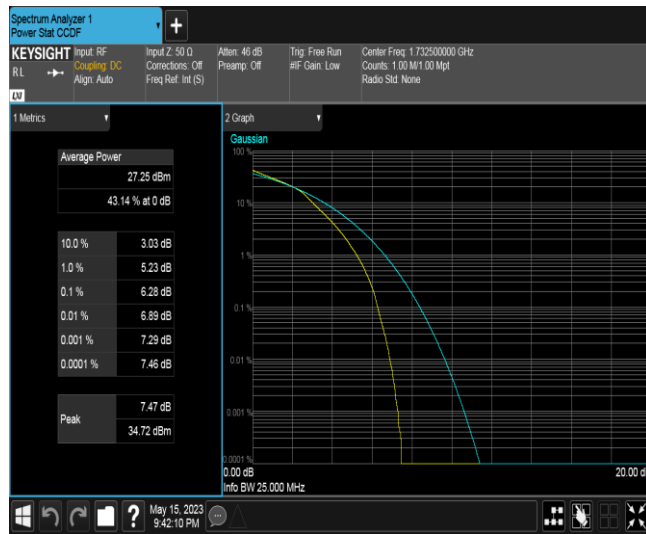 Spectrum Analyzer 1
Power Stat CCDF
+
KEYSIGHT
RL
LXI
Input: RF
Coupling: DC
Align: Auto
Input Z: 50 Ω
Corrections: Off
Freq Ref: Int (S)
Atten: 46 dB
Preamp: Off
Trig: Free Run
#IF Gain: Low
Center Freq: 1.732500000 GHz
Counts: 1.00 M/1.00 Mpt
Radio Std: None
1 Metrics
Average Power
27.25 dBm
43.14 % at 0 dB
10.0 % 3.03 dB
1.0 % 5.23 dB
0.1 % 6.28 dB
0.01 % 6.89 dB
0.001 % 7.29 dB
0.0001 % 7.46 dB
Peak
7.47 dB
34.72 dBm
2 Graph
Gaussian
100 %
10 %
1 %
0.1 %
0.01 %
0.001 %
0.0001 %
0.00 dB
20.00 d
Info BW 25.000 MHz
?
May 15, 2023
9:42:10 PM